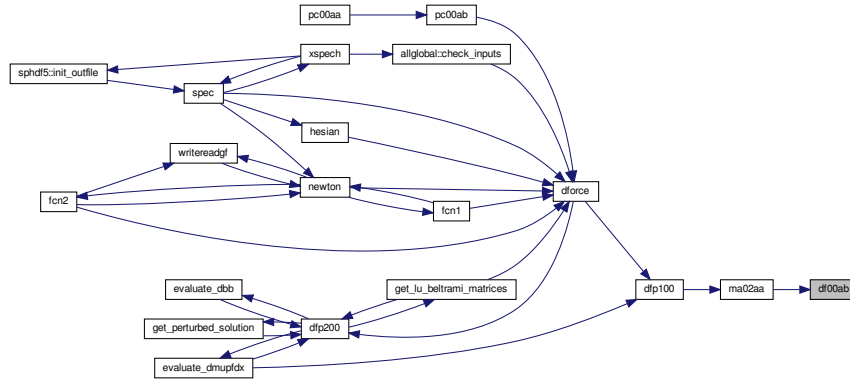 pc00aa
pc00ab
xspech
allglobal::check_inputs
sphdf5::init_outfile
spec
hesian
writereadgf
newton
dforce
fcn2
fcn1
evaluate_dbb
get_lu_beltrami_matrices
dfp100
ma02aa
df00ab
get_perturbed_solution
dfp200
evaluate_dmupfdx